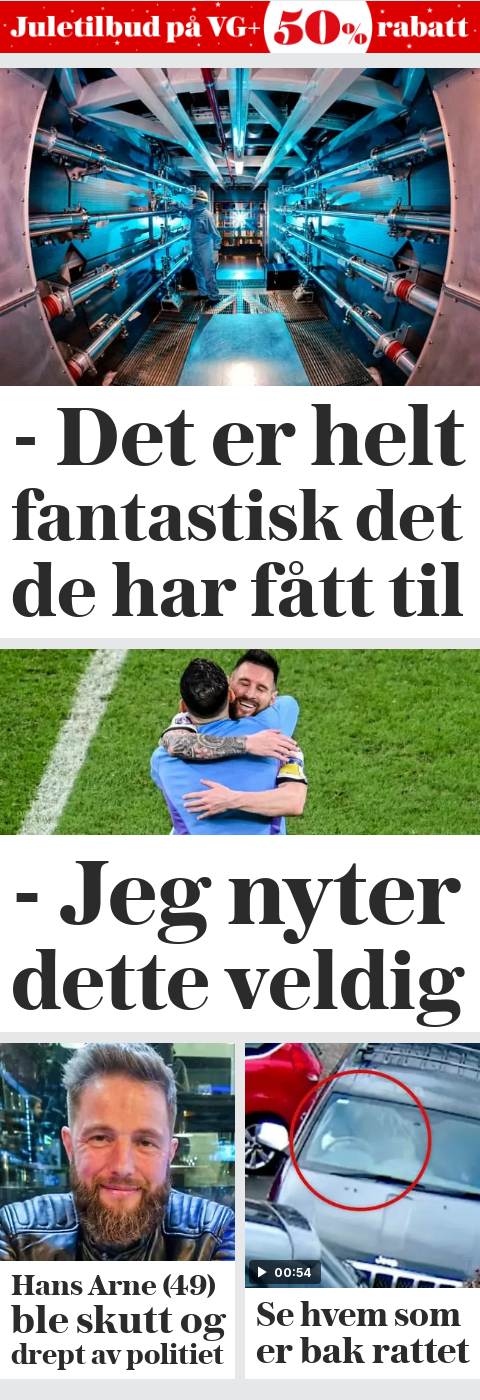 Juletilbud på VG+ 50% rabatt
- Det er helt
fantastisk det
de har fått til
- Jeg nyter
dette veldig
Hans Arne (49)
ble skutt og
drept av politiet
Jeep
00:54
Se hvem som
er bak rattet